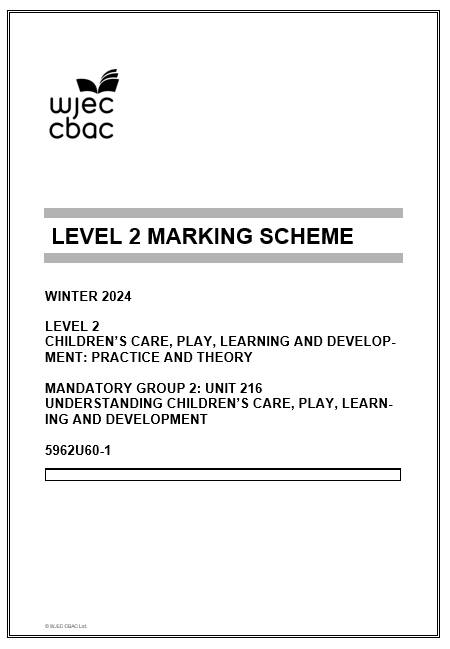 wjec
cbac
LEVEL 2 MARKING SCHEME
WINTER 2024
LEVEL 2
CHILDREN'S CARE, PLAY, LEARNING AND DEVELOP-
MENT: PRACTICE AND THEORY
MANDATORY GROUP 2: UNIT 216
UNDERSTANDING CHILDREN'S CARE, PLAY, LEARN-
ING AND DEVELOPMENT
5962U60-1
© WJEC CBAC Ltd.